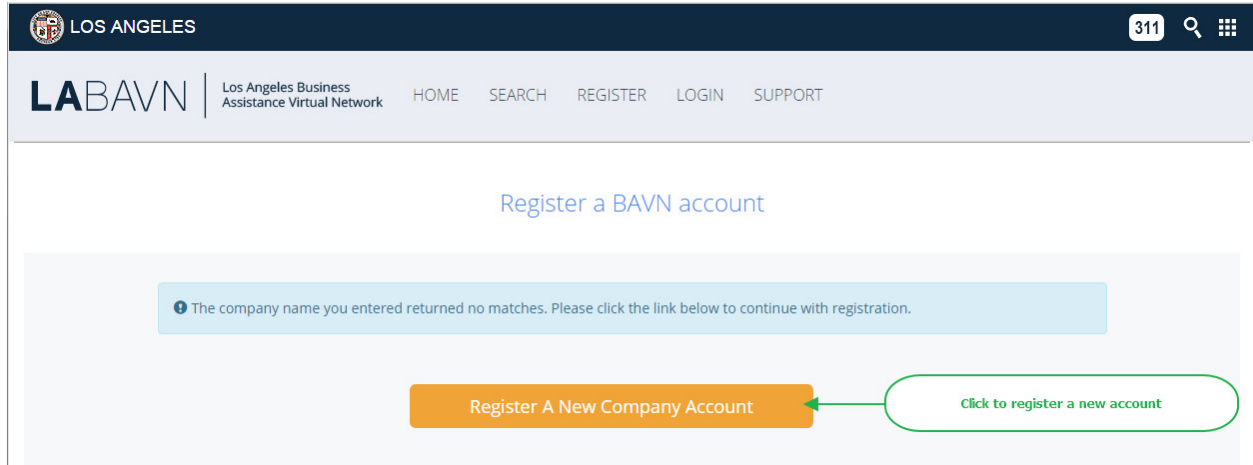 LOS ANGELES
311
LABAVN
Los Angeles Business
Assistance Virtual Network
HOME SEARCH REGISTER LOGIN SUPPORT
Register a BAVN account
The company name you entered returned no matches. Please click the link below to continue with registration.
Register A New Company Account
Click to register a new account